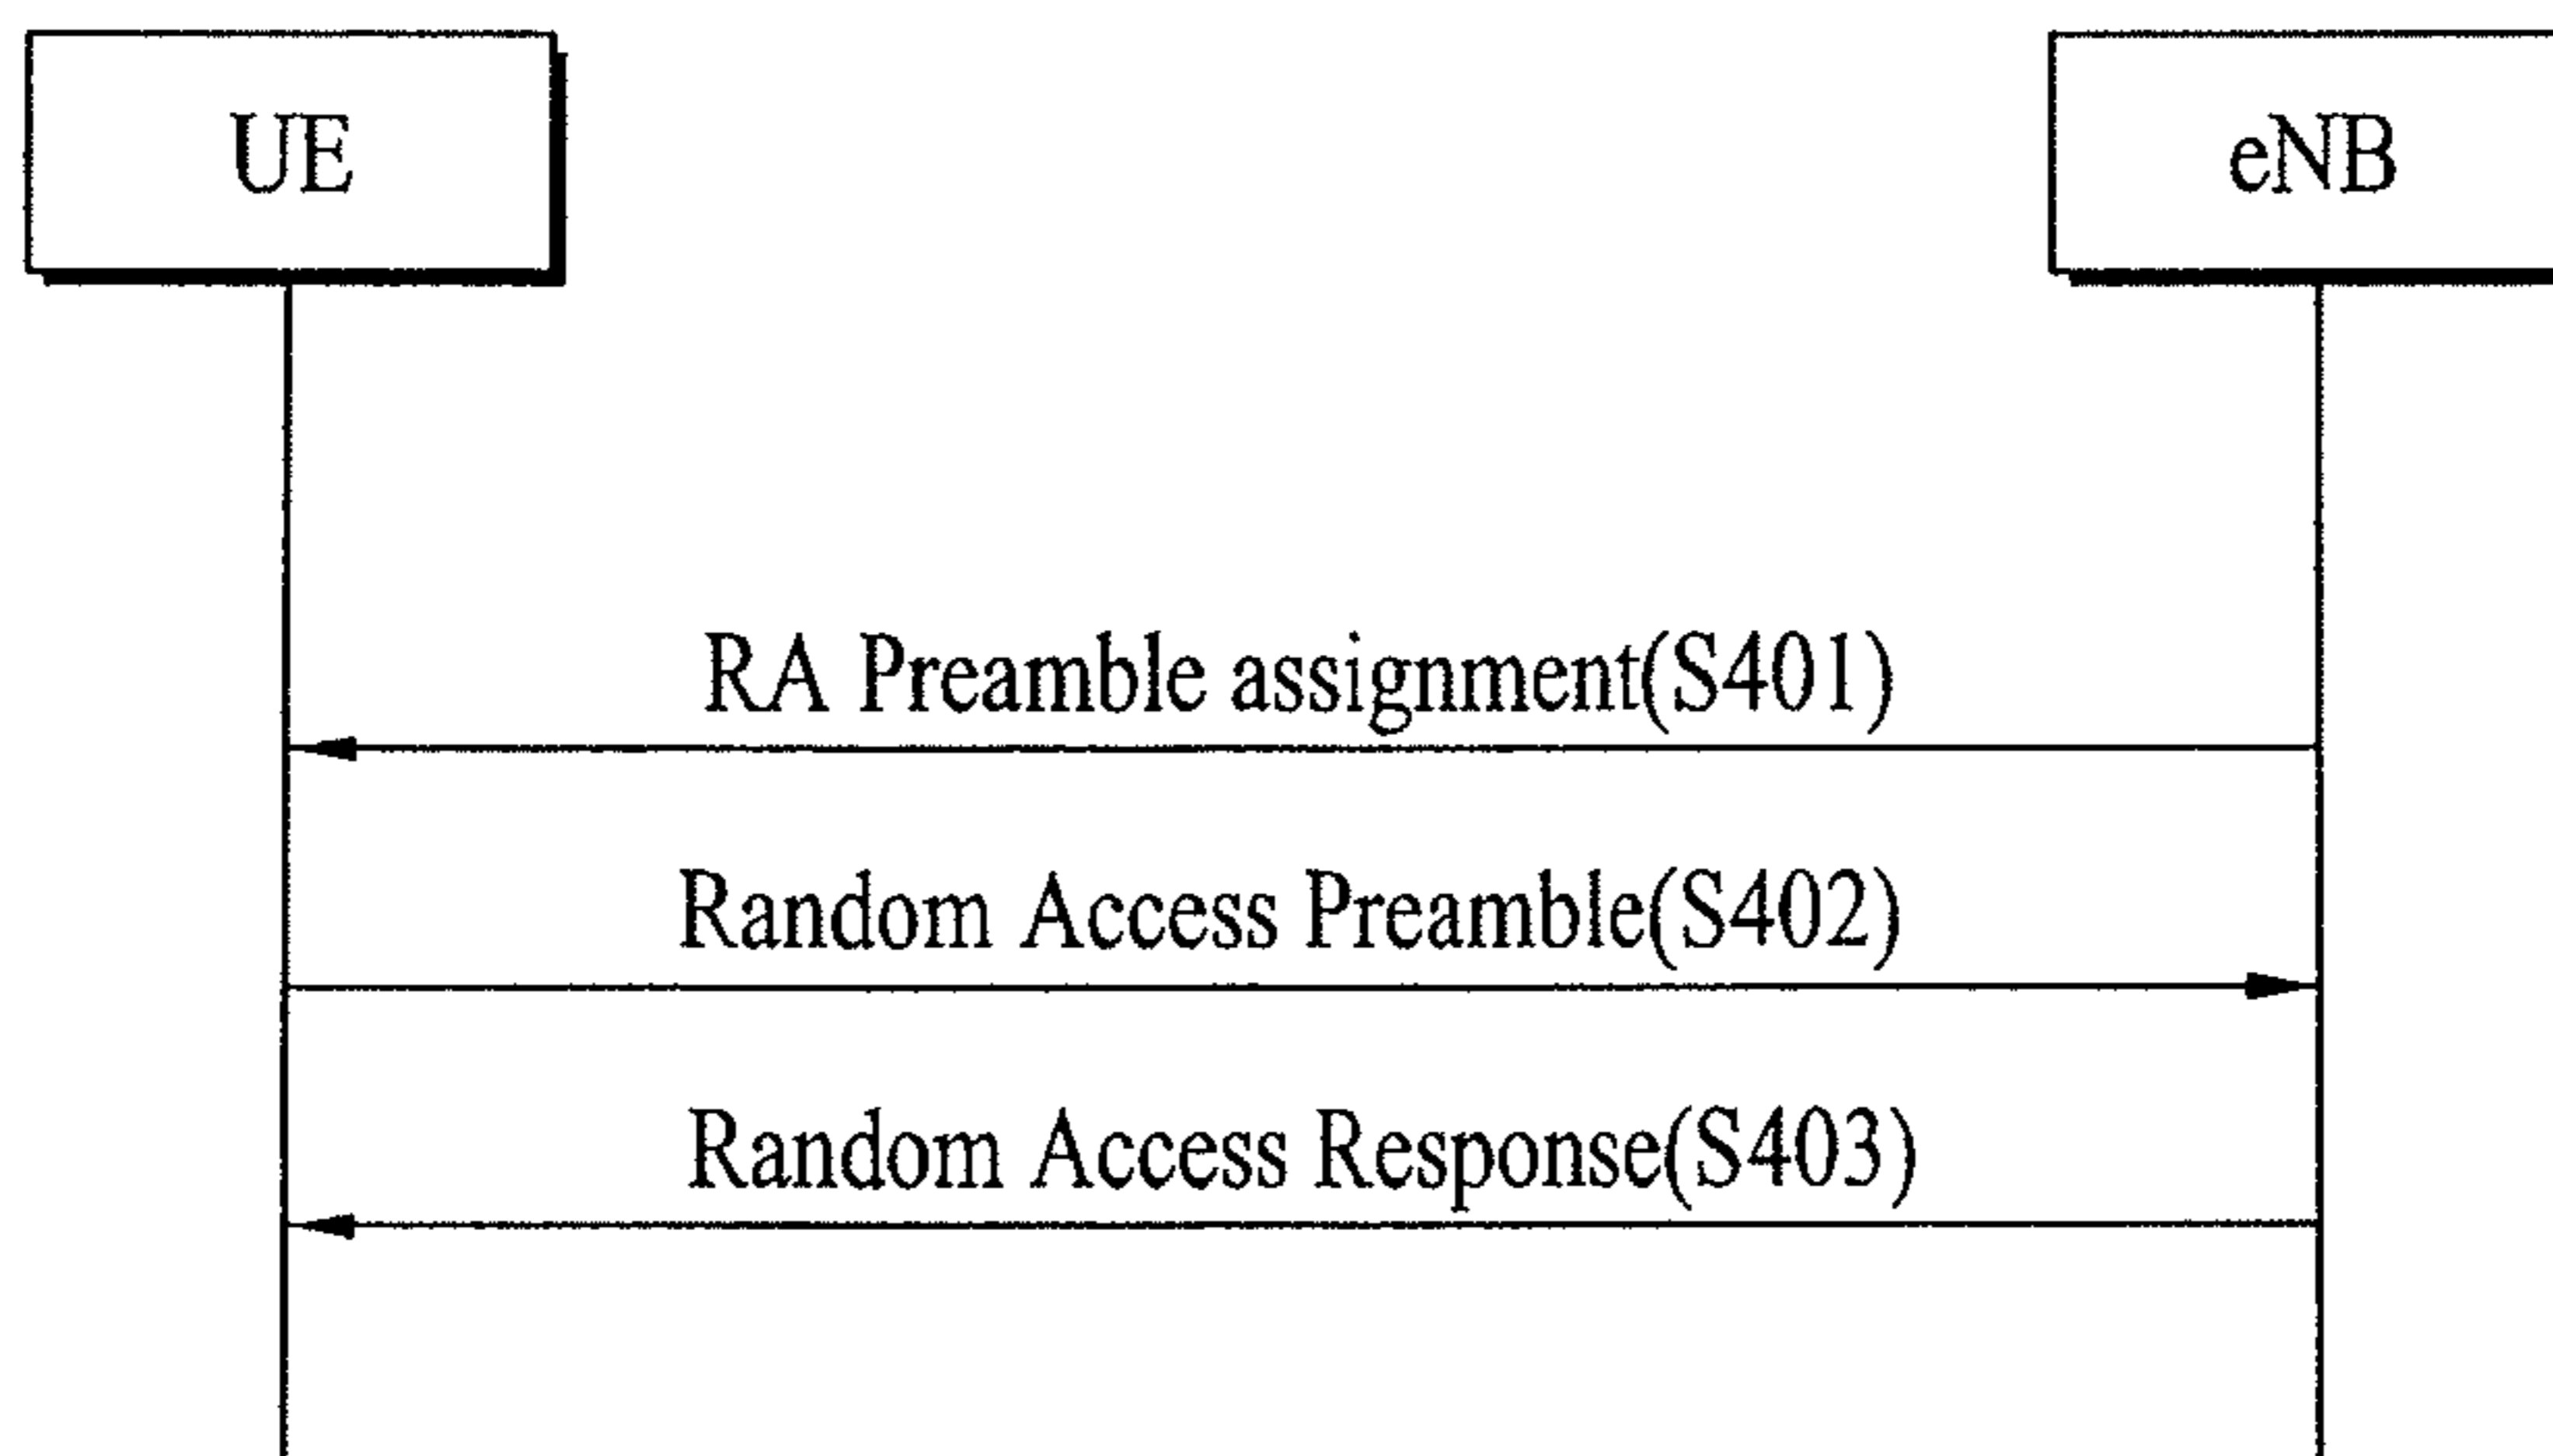 UE
eNB
RA Preamble assignment(S401)
Random Access Preamble(S402)
Random Access Response(S403)